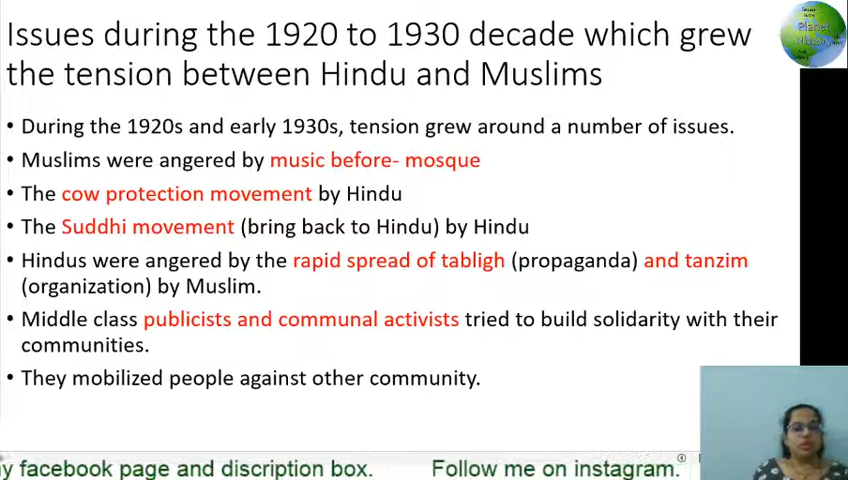 Issues during the 1920 to 1930 decade which grew
the tension between Hindu and Muslims
• During the 1920s and early 1930s, tension grew around a number of issues.
• Muslims were angered by music before- mosque
• The cow protection movement by Hindu
• The Suddhi movement (bring back to Hindu) by Hindu
• Hindus were angered by the rapid spread of tabligh (propaganda) and tanzim
(organization) by Muslim.
• Middle class publicists and communal activists tried to build solidarity with their
communities.
• They mobilized people against other community.
Planet
History
facebook page and discription box. Follow me on instagram.